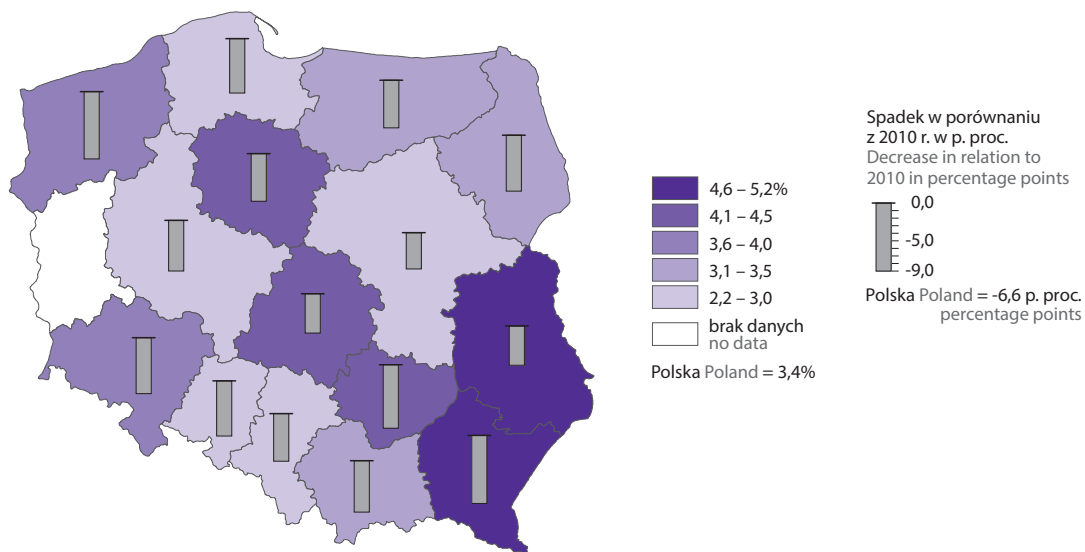 4,6 – 5,2%
4,1 – 4,5
3,6 – 4,0
3,1 – 3,5
2,2 – 3,0
brak danych
no data
Polska Poland = 3,4%
Spadek w porównaniu
z 2010 r. w p. proc.
Decrease in relation to
2010 in percentage points
0,0
-5,0
-9,0
Polska Poland = -6,6 p. proc.
percentage points